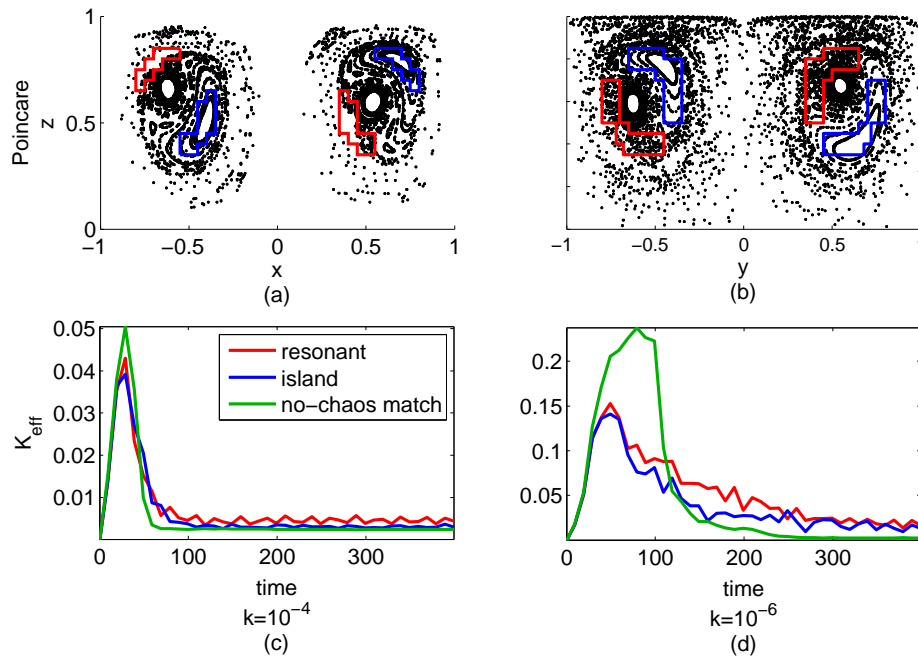 Poincare
z
1
0.5
0
−1
−0.5
0
0.5
1
x
(a)
−1
−0.5
0
0.5
y
(b)
K_eff
0.05
0.04
0.03
0.02
0.01
0
100
200
300
resonant
island
no-chaos match
time
k=10^-4
(c)
0.2
0.15
0.1
0.05
0
100
200
300
time
k=10^-6
(d)